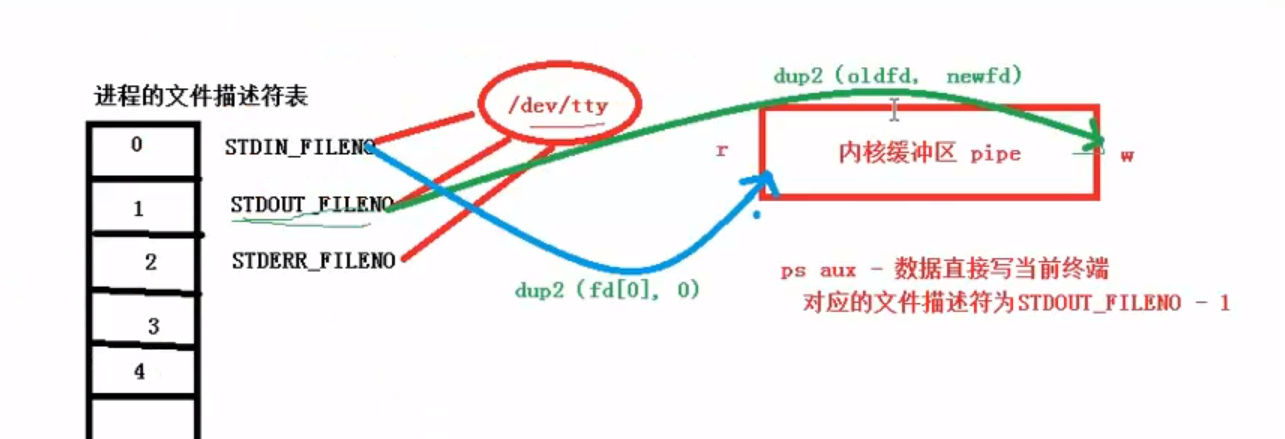 dup2（oldfd， newfd）
进程的文件描述符表
/dev/tty
0
STDIN_FILENO
r
内核缓冲区 pipe
w
1
STDOUT_FILENO
2
STDERR_FILENO
ps aux - 数据直接写当前终端
dup2（fd[0]，0）
对应的文件描述符为STDOUT_FILENO - 1
3
4